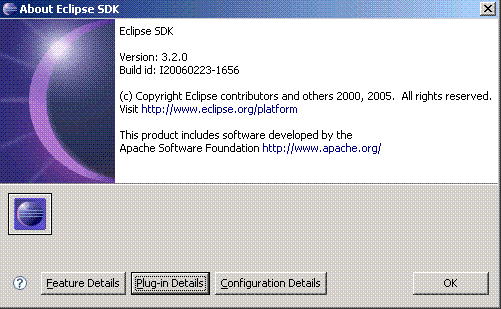 About Eclipse SDK
Eclipse SDK
Version: 3.2.0
Build id: I20060223-1656
(c) Copyright Eclipse contributors and others 2000, 2005.  All rights reserved.
Visit http://www.eclipse.org/platform
This product includes software developed by the
Apache Software Foundation http://www.apache.org/
? Feature Details Plug-in Details Configuration Details OK